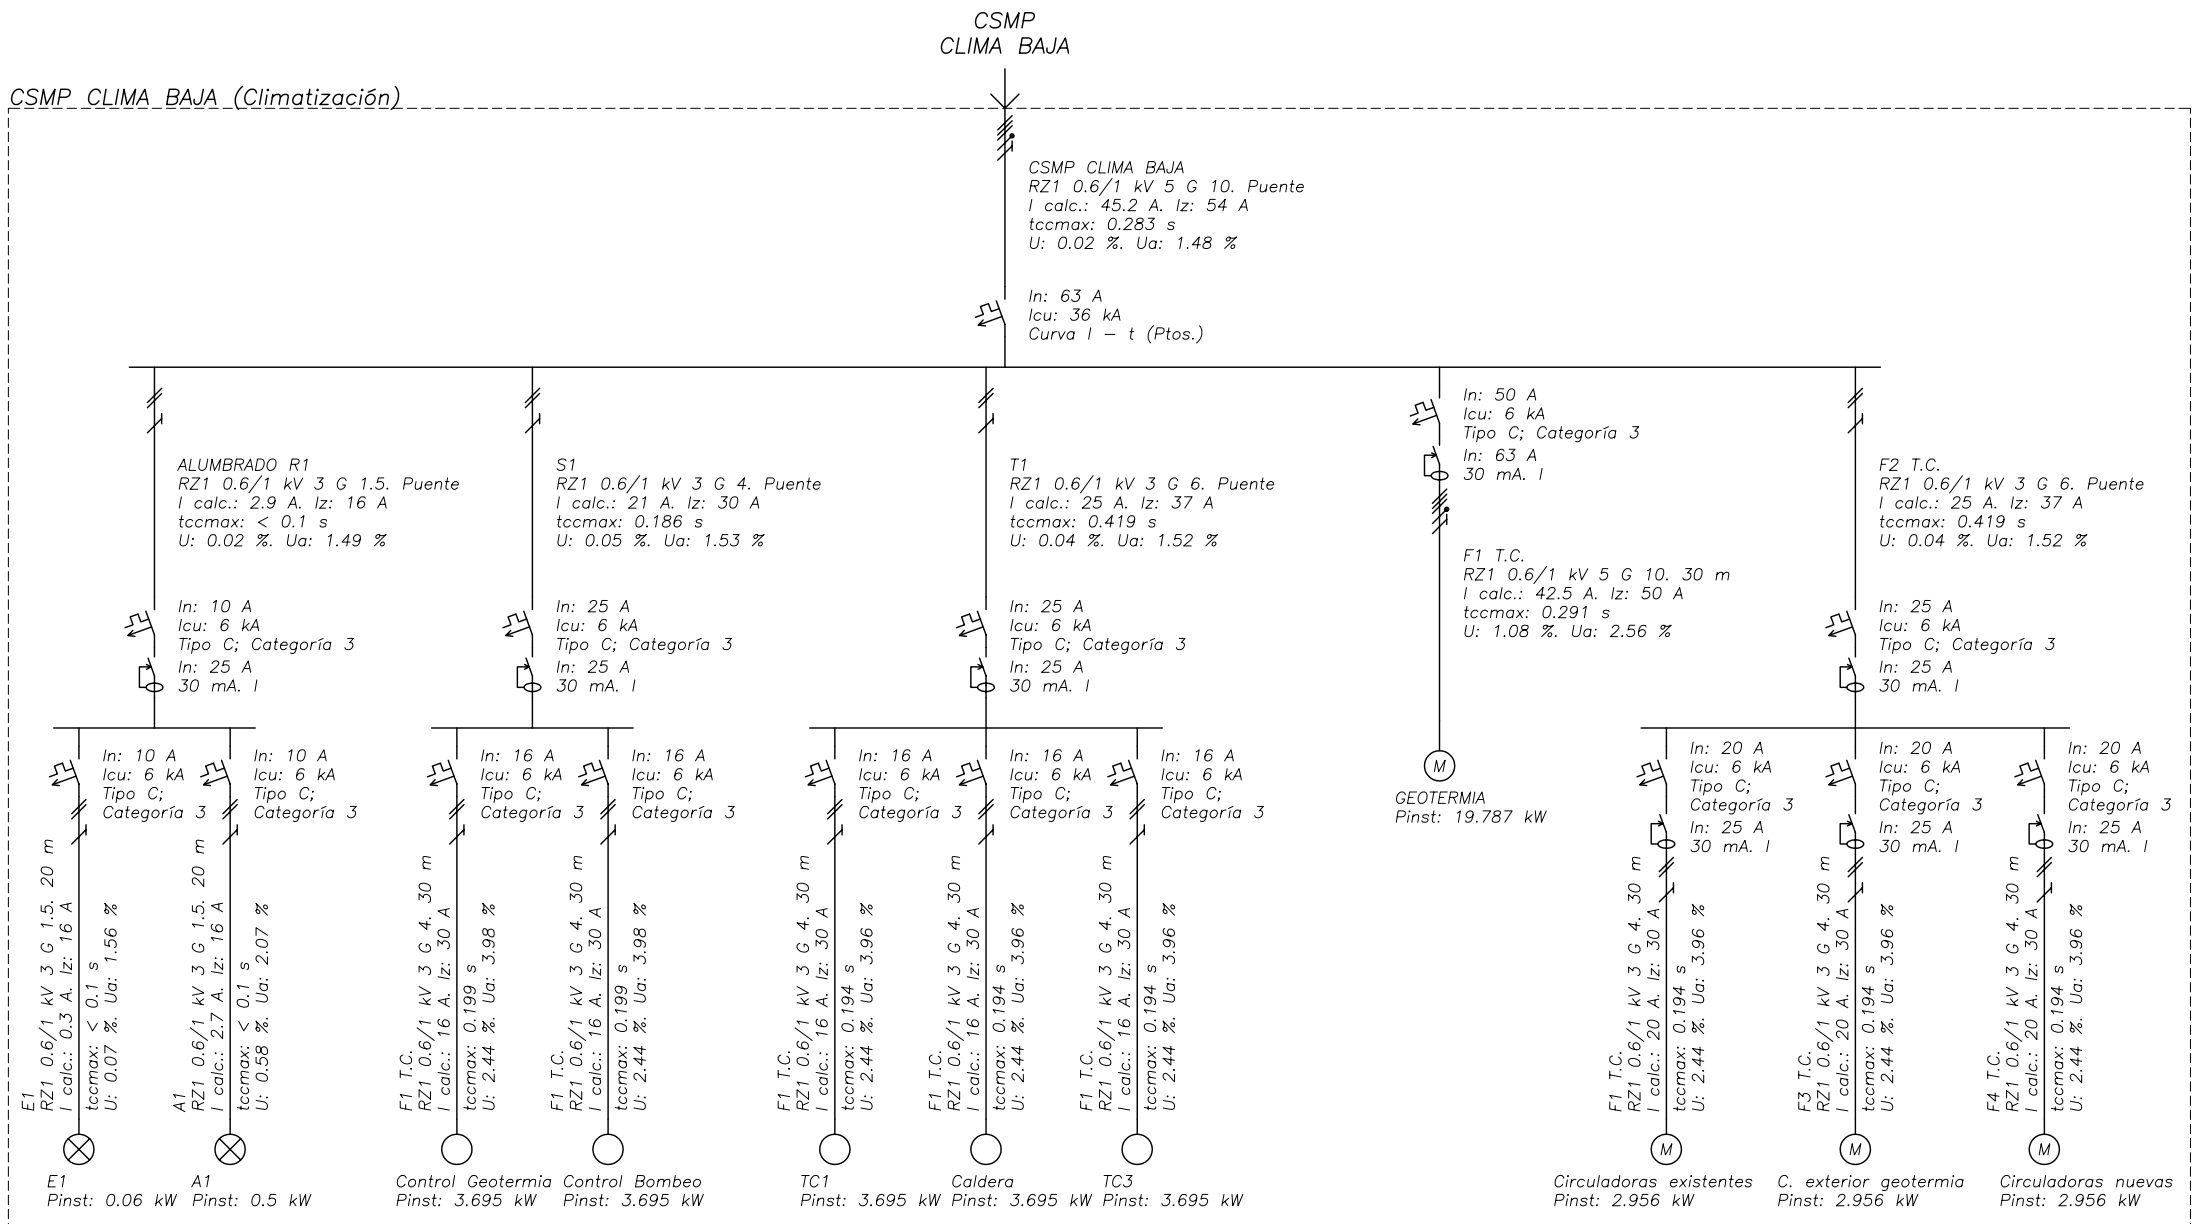 CSMP
CLIMA BAJA
CSMP CLIMA BAJA (Climatización)
CSMP CLIMA BAJA
RZ1 0.6/1 kV 5 G 10. Puente
I calc.: 45.2 A. Iz: 54 A
tccmax: 0.283 s
U: 0.02 %. Ua: 1.48 %
In: 63 A
Icu: 36 kA
Curva I - t (Ptos.)
ALUMBRADO R1
RZ1 0.6/1 kV 3 G 1.5. Puente
I calc.: 2.9 A. Iz: 16 A
tccmax: < 0.1 s
U: 0.02 %. Ua: 1.49 %
In: 10 A
Icu: 6 kA
Tipo C; Categoría 3
In: 25 A
30 mA. I
S1
RZ1 0.6/1 kV 3 G 4. Puente
I calc.: 21 A. Iz: 30 A
tccmax: 0.186 s
U: 0.05 %. Ua: 1.53 %
In: 25 A
Icu: 6 kA
Tipo C; Categoría 3
In: 25 A
30 mA. I
T1
RZ1 0.6/1 kV 3 G 6. Puente
I calc.: 25 A. Iz: 37 A
tccmax: 0.419 s
U: 0.04 %. Ua: 1.52 %
In: 25 A
Icu: 6 kA
Tipo C; Categoría 3
In: 25 A
30 mA. I
In: 50 A
Icu: 6 kA
Tipo C; Categoría 3
In: 63 A
30 mA. I
F1 T.C.
RZ1 0.6/1 kV 5 G 10. 30 m
I calc.: 42.5 A. Iz: 50 A
tccmax: 0.291 s
U: 1.08 %. Ua: 2.56 %
M
GEOTERMIA
Pinst: 19.787 kW
F2 T.C.
RZ1 0.6/1 kV 3 G 6. Puente
I calc.: 25 A. Iz: 37 A
tccmax: 0.419 s
U: 0.04 %. Ua: 1.52 %
In: 25 A
Icu: 6 kA
Tipo C; Categoría 3
In: 25 A
30 mA. I
In: 10 A
Icu: 6 kA
Tipo C;
Categoría 3
E1
RZ1 0.6/1 kV 3 G 1.5. 20 m
I calc.: 0.3 A. Iz: 16 A
tccmax: < 0.1 s
U: 0.07 %. Ua: 1.56 %
E1
Pinst: 0.06 kW
In: 10 A
Icu: 6 kA
Tipo C;
Categoría 3
A1
RZ1 0.6/1 kV 3 G 1.5. 20 m
I calc.: 2.7 A. Iz: 16 A
tccmax: < 0.1 s
U: 0.58 %. Ua: 2.07 %
A1
Pinst: 0.5 kW
In: 16 A
Icu: 6 kA
Tipo C;
Categoría 3
F1 T.C.
RZ1 0.6/1 kV 3 G 4. 30 m
I calc.: 16 A. Iz: 30 A
tccmax: 0.199 s
U: 2.44 %. Ua: 3.98 %
Control Geotermia
Pinst: 3.695 kW
In: 16 A
Icu: 6 kA
Tipo C;
Categoría 3
F1 T.C.
RZ1 0.6/1 kV 3 G 4. 30 m
I calc.: 16 A. Iz: 30 A
tccmax: 0.199 s
U: 2.44 %. Ua: 3.98 %
Control Bombeo
Pinst: 3.695 kW
In: 16 A
Icu: 6 kA
Tipo C;
Categoría 3
F1 T.C.
RZ1 0.6/1 kV 3 G 4. 30 m
I calc.: 16 A. Iz: 30 A
tccmax: 0.194 s
U: 2.44 %. Ua: 3.96 %
TC1
Pinst: 3.695 kW
In: 16 A
Icu: 6 kA
Tipo C;
Categoría 3
F1 T.C.
RZ1 0.6/1 kV 3 G 4. 30 m
I calc.: 16 A. Iz: 30 A
tccmax: 0.194 s
U: 2.44 %. Ua: 3.96 %
Caldera
Pinst: 3.695 kW
In: 16 A
Icu: 6 kA
Tipo C;
Categoría 3
F1 T.C.
RZ1 0.6/1 kV 3 G 4. 30 m
I calc.: 16 A. Iz: 30 A
tccmax: 0.194 s
U: 2.44 %. Ua: 3.96 %
TC3
Pinst: 3.695 kW
In: 20 A
Icu: 6 kA
Tipo C;
Categoría 3
In: 25 A
30 mA. I
F1 T.C.
RZ1 0.6/1 kV 3 G 4. 30 m
I calc.: 20 A. Iz: 30 A
tccmax: 0.194 s
U: 2.44 %. Ua: 3.96 %
M
Circuladoras existentes
Pinst: 2.956 kW
In: 20 A
Icu: 6 kA
Tipo C;
Categoría 3
In: 25 A
30 mA. I
F3 T.C.
RZ1 0.6/1 kV 3 G 4. 30 m
I calc.: 20 A. Iz: 30 A
tccmax: 0.194 s
U: 2.44 %. Ua: 3.96 %
M
C. exterior geotermia
Pinst: 2.956 kW
In: 20 A
Icu: 6 kA
Tipo C;
Categoría 3
In: 25 A
30 mA. I
F4 T.C.
RZ1 0.6/1 kV 3 G 4. 30 m
I calc.: 20 A. Iz: 30 A
tccmax: 0.194 s
U: 2.44 %. Ua: 3.96 %
M
Circuladoras nuevas
Pinst: 2.956 kW